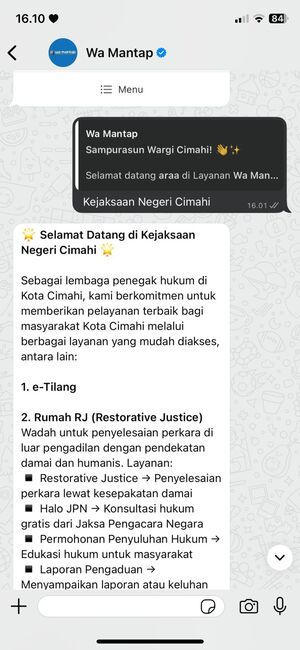 16.10
84
Wa Mantap
Menu
Wa Mantap
Sampurasun Wargi Cimahi! 👋✨
Selamat datang araa di Layanan Wa Man...
Kejaksaan Negeri Cimahi
16.01
🌟 Selamat Datang di Kejaksaan
Negeri Cimahi 🌟
Sebagai lembaga penegak hukum di
Kota Cimahi, kami berkomitmen untuk
memberikan pelayanan terbaik bagi
masyarakat Kota Cimahi melalui
berbagai layanan yang mudah diakses,
antara lain:
1. e-Tilang
2. Rumah RJ (Restorative Justice)
Wadah untuk penyelesaian perkara di
luar pengadilan dengan pendekatan
damai dan humanis. Layanan:
▪ Restorative Justice → Penyelesaian
perkara lewat kesepakatan damai
▪ Halo JPN → Konsultasi hukum
gratis dari Jaksa Pengacara Negara
▪ Permohonan Penyuluhan Hukum →
Edukasi hukum untuk masyarakat
▪ Laporan Pengaduan →
Menyampaikan laporan atau keluhan